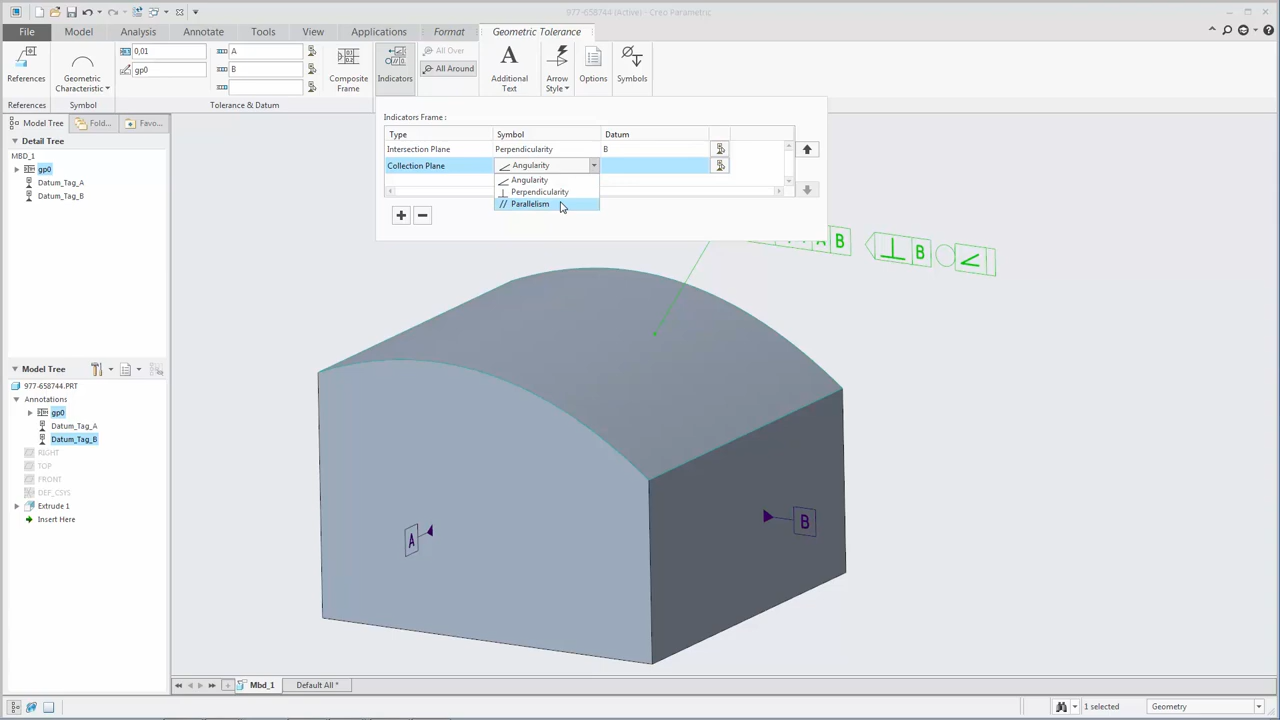 977-658744 (Active) - Creo Parametric
File Model Analysis Annotate Tools View Applications Format Geometric Tolerance
References
References
Geometric Characteristic
Symbol
0,01
gp0
A
B
Tolerance & Datum
Composite Frame
Indicators
All Over
All Around
Additional Text
Arrow Style
Options
Symbols
Model Tree Fold... Favo...
Detail Tree
MBD_1
gp0
Datum_Tag_A
Datum_Tag_B
Indicators Frame :
Type Symbol Datum
Intersection Plane Perpendicularity B
Collection Plane Angularity
Angularity
Perpendicularity
// Parallelism
A B ⊥ B ∠
Model Tree
977-658744.PRT
Annotations
gp0
Datum_Tag_A
Datum_Tag_B
RIGHT
TOP
FRONT
DEF_CSYS
Extrude 1
Insert Here
A
B
Mbd_1 Default All *
1 selected Geometry